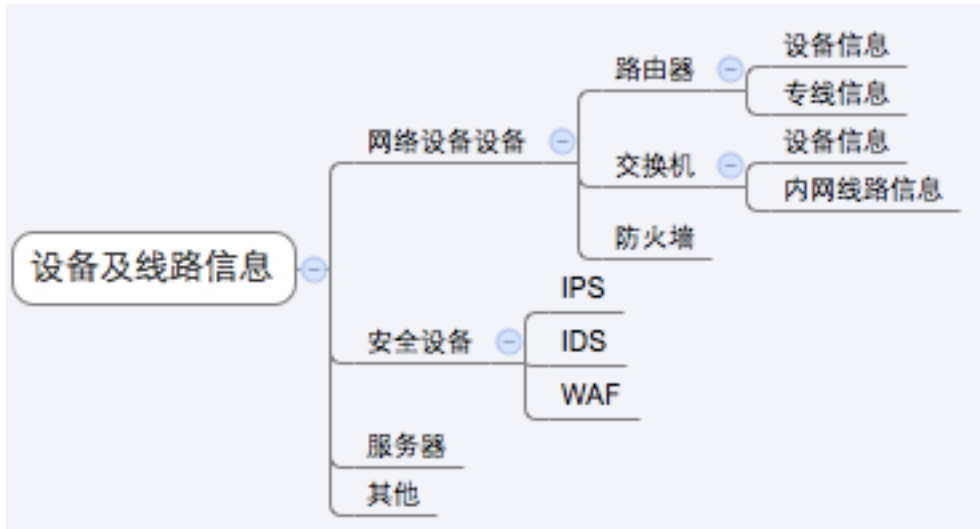 设备及线路信息
网络设备设备
路由器
设备信息
专线信息
交换机
设备信息
内网线路信息
防火墙
安全设备
IPS
IDS
WAF
服务器
其他